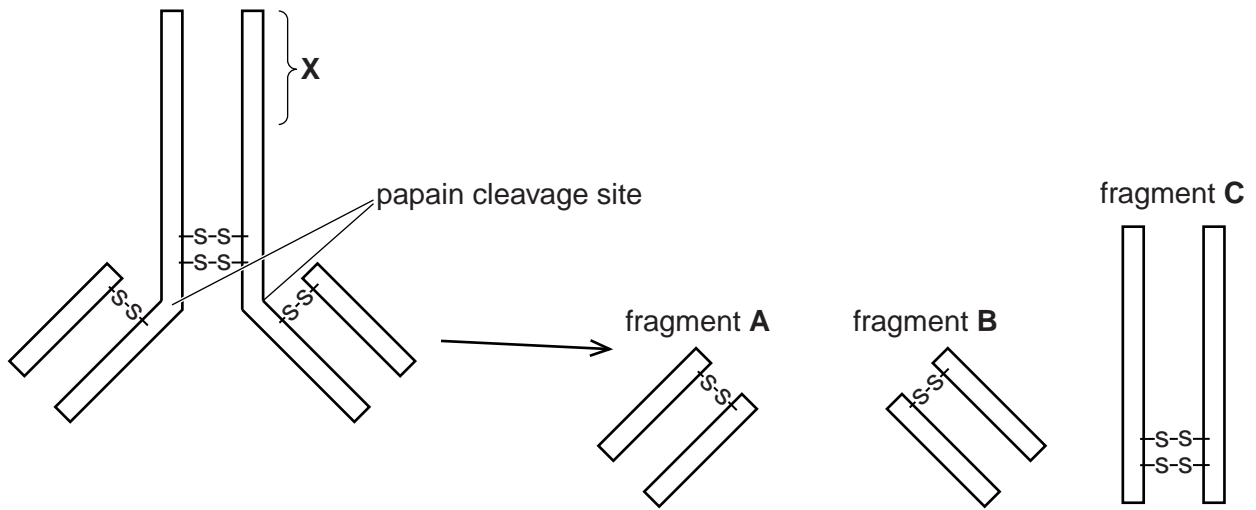 X
papain cleavage site
S-S
S-S
S-S
S-S
fragment A
fragment B
fragment C
S-S
S-S
S-S
S-S